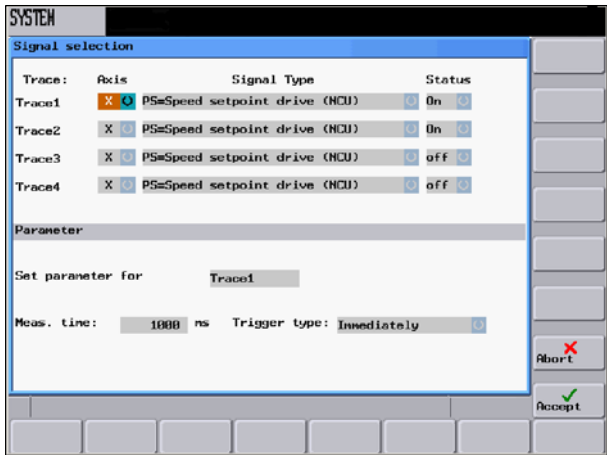 SYSTEM
Signal selection
Trace: Axis Signal Type Status
Trace1 X PS=Speed setpoint drive (NCU) On
Trace2 X PS=Speed setpoint drive (NCU) On
Trace3 X PS=Speed setpoint drive (NCU) off
Trace4 X PS=Speed setpoint drive (NCU) off
Parameter
Set parameter for Trace1
Meas. time: 1000 ms Trigger type: Immediately
Abort
Accept